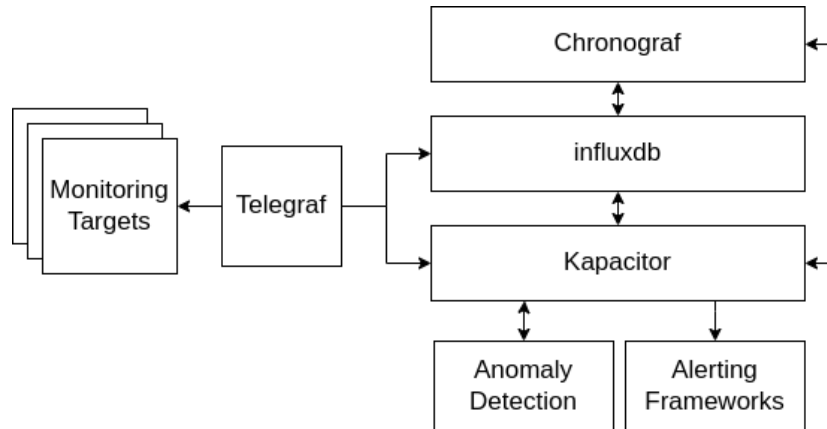 Chronograf
influxdb
Monitoring
Targets
Telegraf
Kapacitor
Anomaly
Detection
Alerting
Frameworks